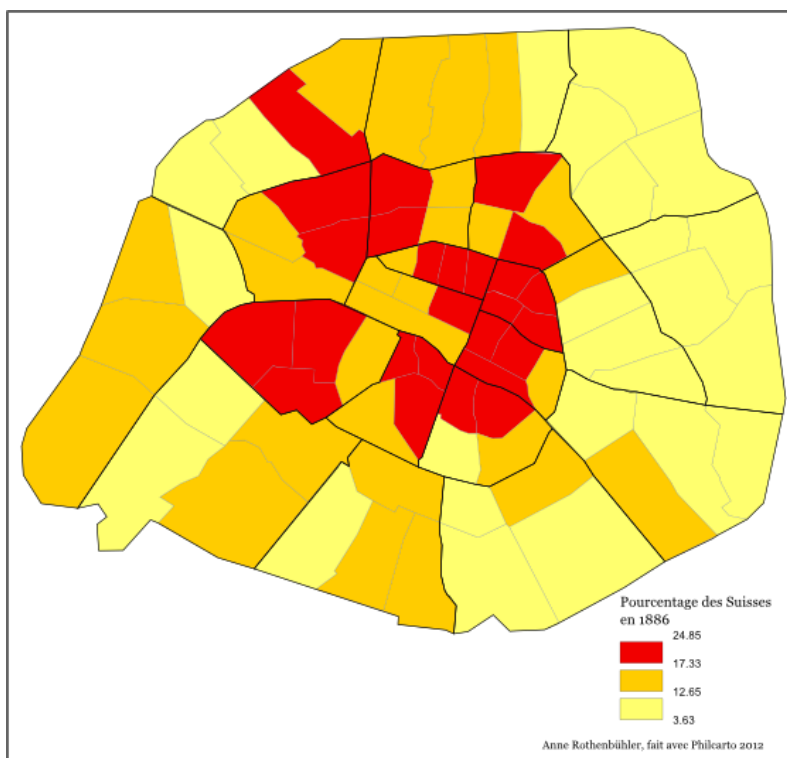 Pourcentage des Suisses
en 1886
24.85
17.33
12.65
3.63
Anne Rothenbühler, fait avec Philcarto 2012